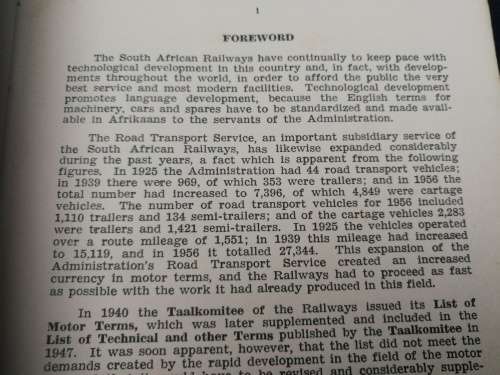 1
FOREWORD
The South African Railways have continually to keep pace with
technological development in this country and, in fact, with develop-
ments throughout the world, in order to afford the public the very
best service and most modern facilities. Technological development
promotes language development, because the English terms for
machinery, cars and spares have to be standardized and made avail-
able in Afrikaans to the servants of the Administration.
The Road Transport Service, an important subsidiary service of
the South African Railways, has likewise expanded considerably
during the past years, a fact which is apparent from the following
figures. In 1925 the Administration had 44 road transport vehicles;
in 1939 there were 969, of which 353 were trailers; and in 1956 the
total number had increased to 7,396, of which 4,849 were cartage
vehicles. The number of road transport vehicles for 1956 included
1,110 trailers and 134 semi-trailers; and of the cartage vehicles 2,283
were trailers and 1,421 semi-trailers. In 1925 the vehicles operated
over a route mileage of 1,551; in 1939 this mileage had increased
to 15,119, and in 1956 it totalled 27,344. This expansion of the
Administration's Road Transport Service created an increased
currency in motor terms, and the Railways had to proceed as fast
as possible with the work it had already produced in this field.
In 1940 the Taalkomitee of the Railways issued its List of
Motor Terms, which was later supplemented and included in the
List of Technical and other Terms published by the Taalkomitee in
1947. It was soon apparent, however, that the list did not meet the
demands created by the rapid development in the field of the motor
to be revised and considerably supple-